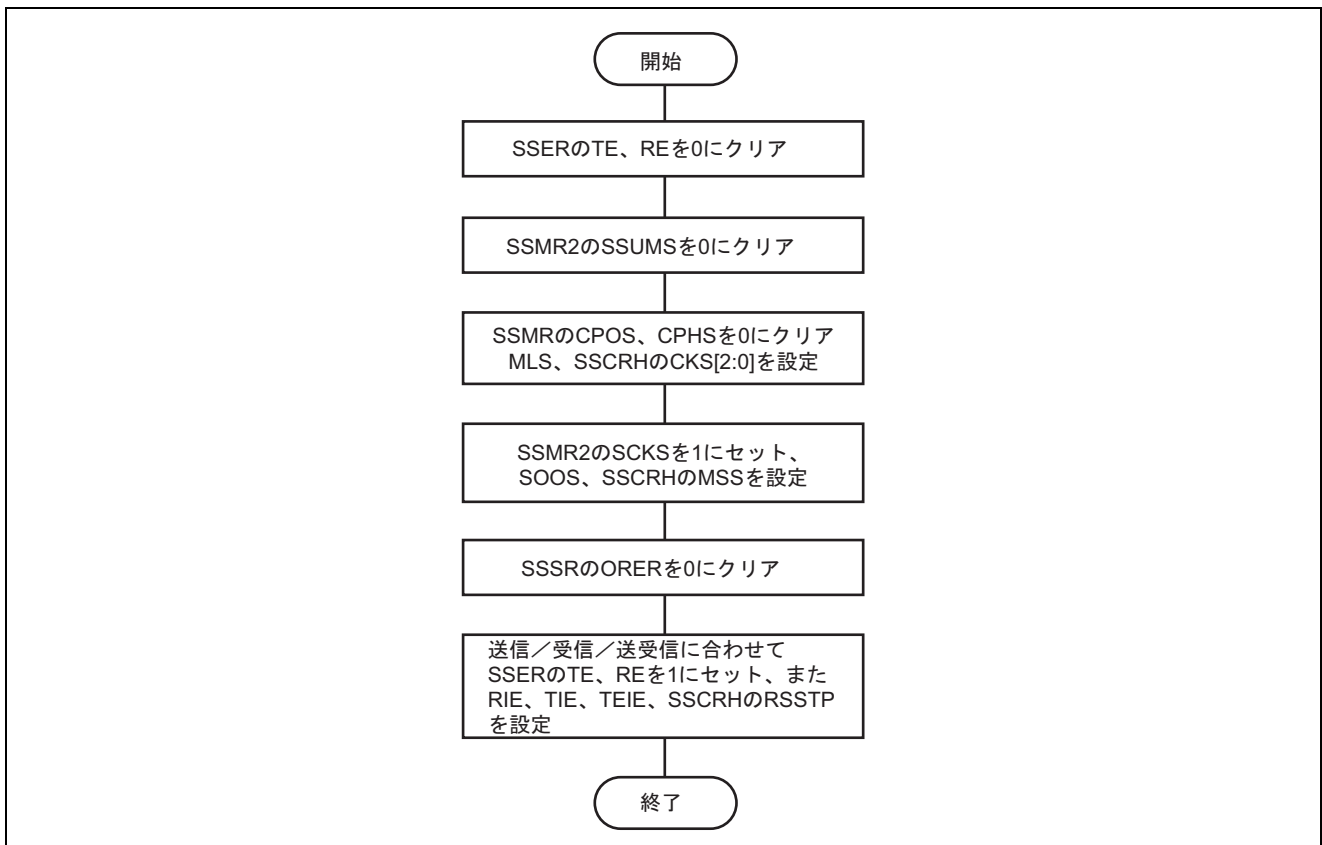 開始
SSERのTE、REを0にクリア
SSMR2のSSUMSを0にクリア
SSMRのCPOS、CPHSを0にクリア
MLS、SSCRHのCKS[2:0]を設定
SSMR2のSCKSを1にセット、
SOOS、SSCRHのMSSを設定
SSSRのORERを0にクリア
送信／受信／送受信に合わせて
SSERのTE、REを1にセット、また
RIE、TIE、TEIE、SSCRHのRSSTP
を設定
終了